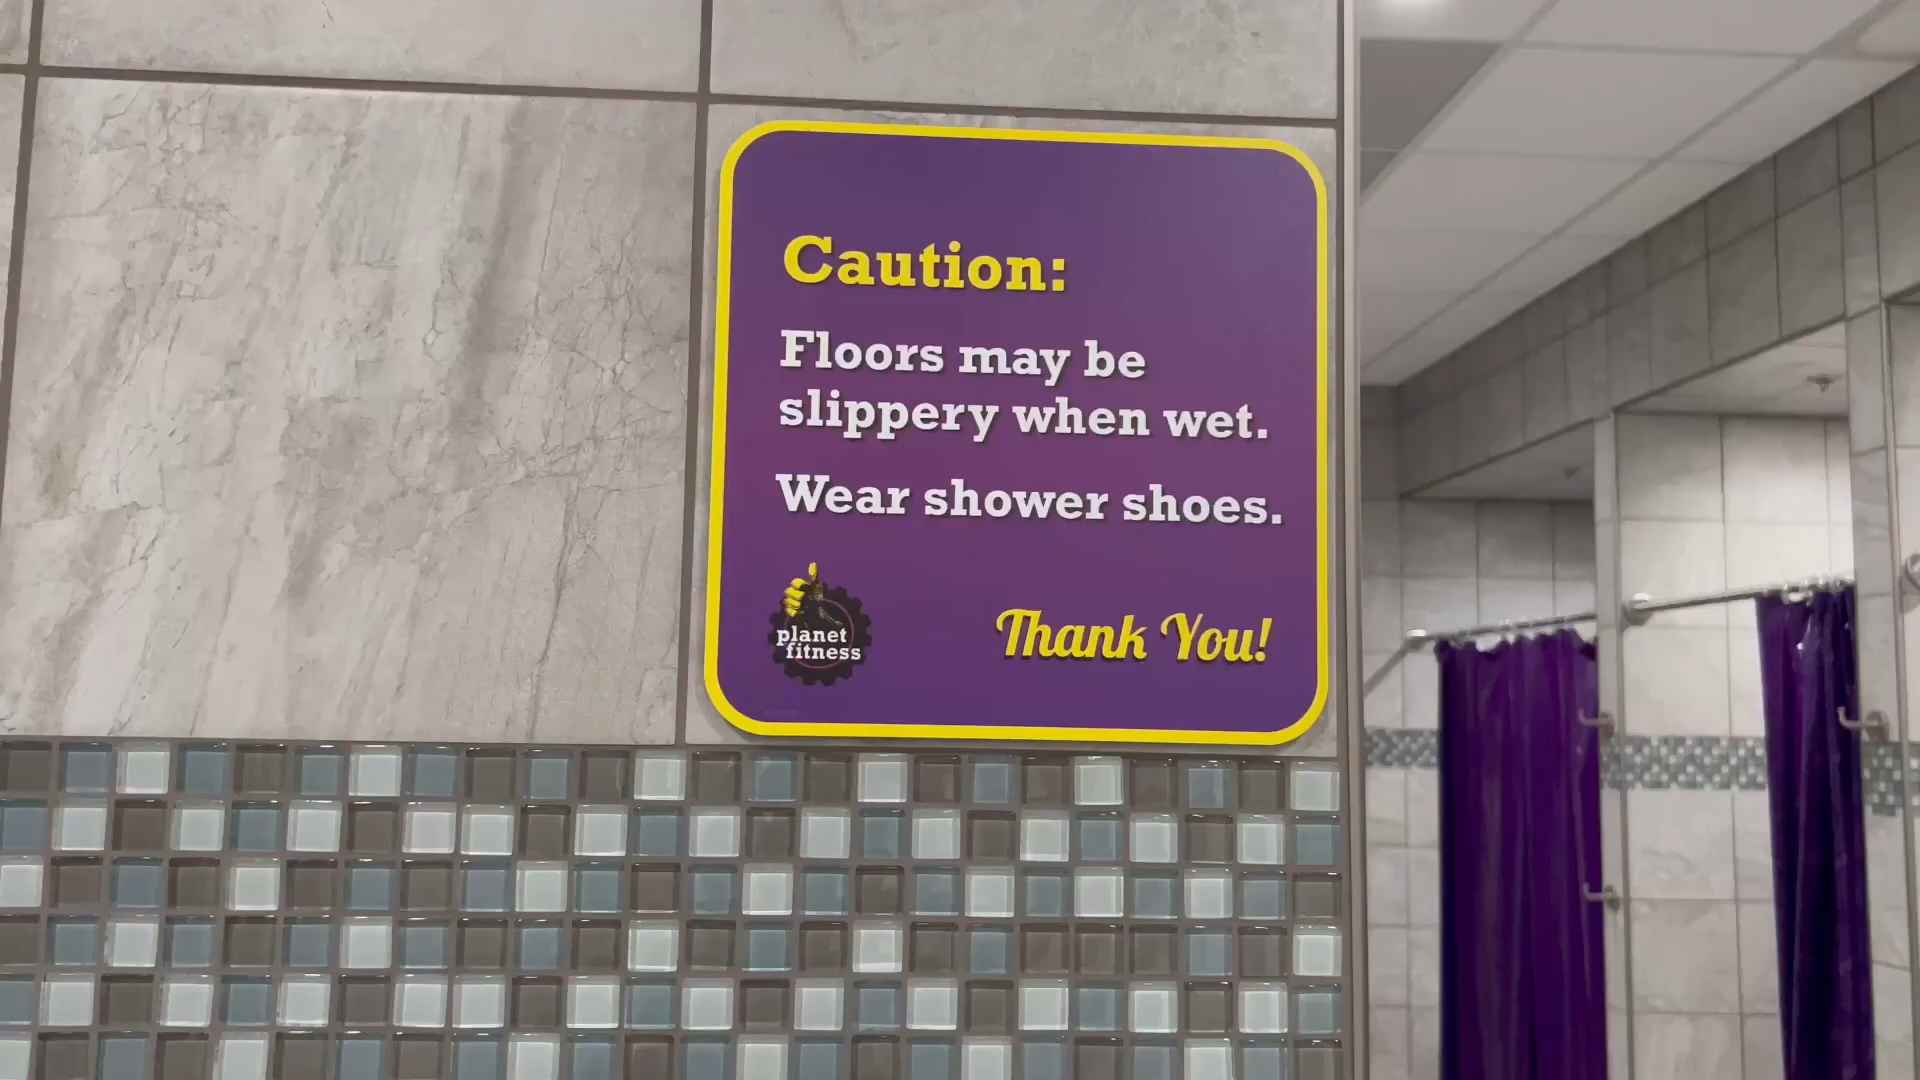 Caution:
Floors may be
slippery when wet.
Wear shower shoes.
planet
fitness
Thank You!